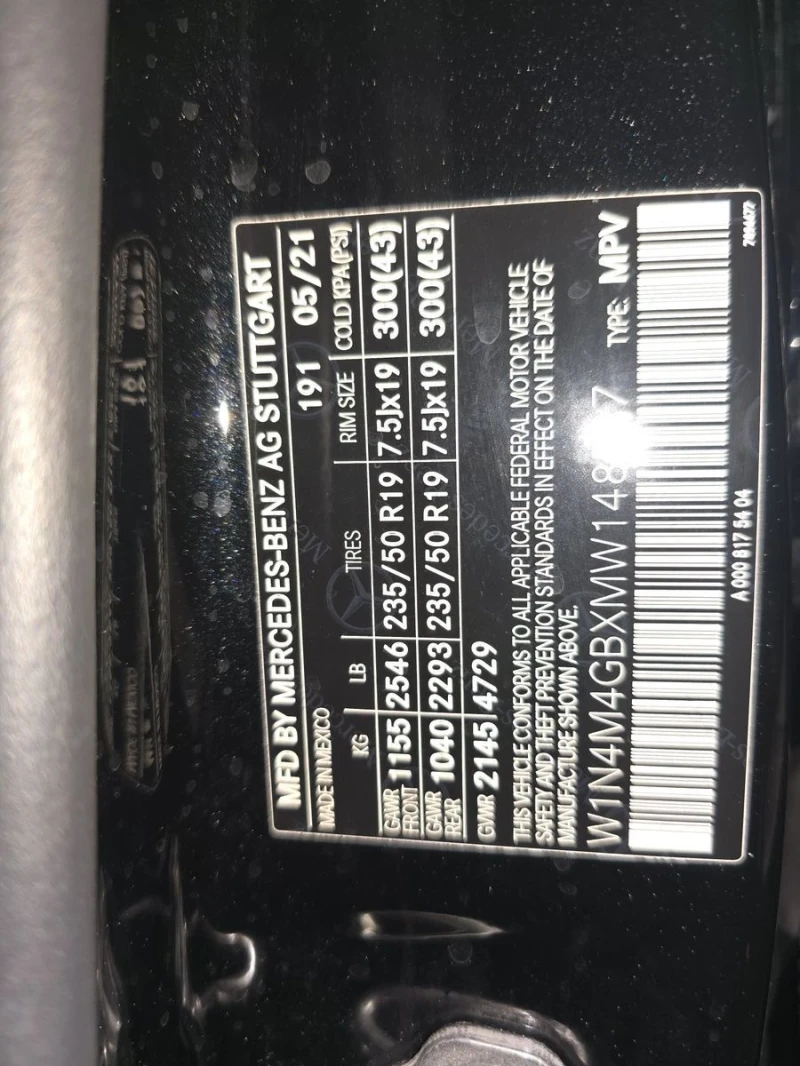 MFD BY MERCEDES-BENZ AG STUTTGART
MADE IN MEXICO 191 05/21
KG LB TIRES RIM SIZE COLD KPA(PSI)
GAWR FRONT 1155 2546 235/50 R19 7.5Jx19 300(43)
GAWR REAR 1040 2293 235/50 R19 7.5Jx19 300(43)
GVWR 2145 4729
THIS VEHICLE CONFORMS TO ALL APPLICABLE FEDERAL MOTOR VEHICLE
SAFETY AND THEFT PREVENTION STANDARDS IN EFFECT ON THE DATE OF
MANUFACTURE SHOWN ABOVE.
TYPE: MPV
A 000 817 54 04